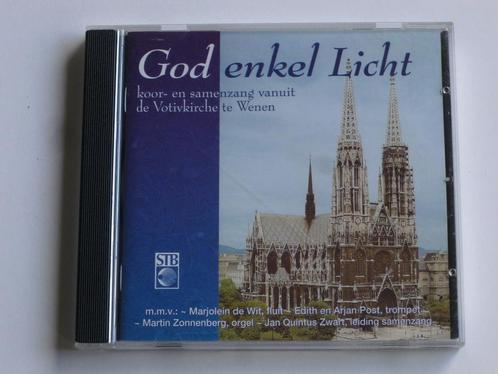 God enkel Licht
koor- en samenzang vanuit
de Votivkirche te Wenen
STB
m.m.v.: ~ Marjolein de Wit, fluit ~ Edith en Arjan Post, trompet ~
~ Martin Zonnenberg, orgel ~ Jan Quintus Zwart, leiding samenzang